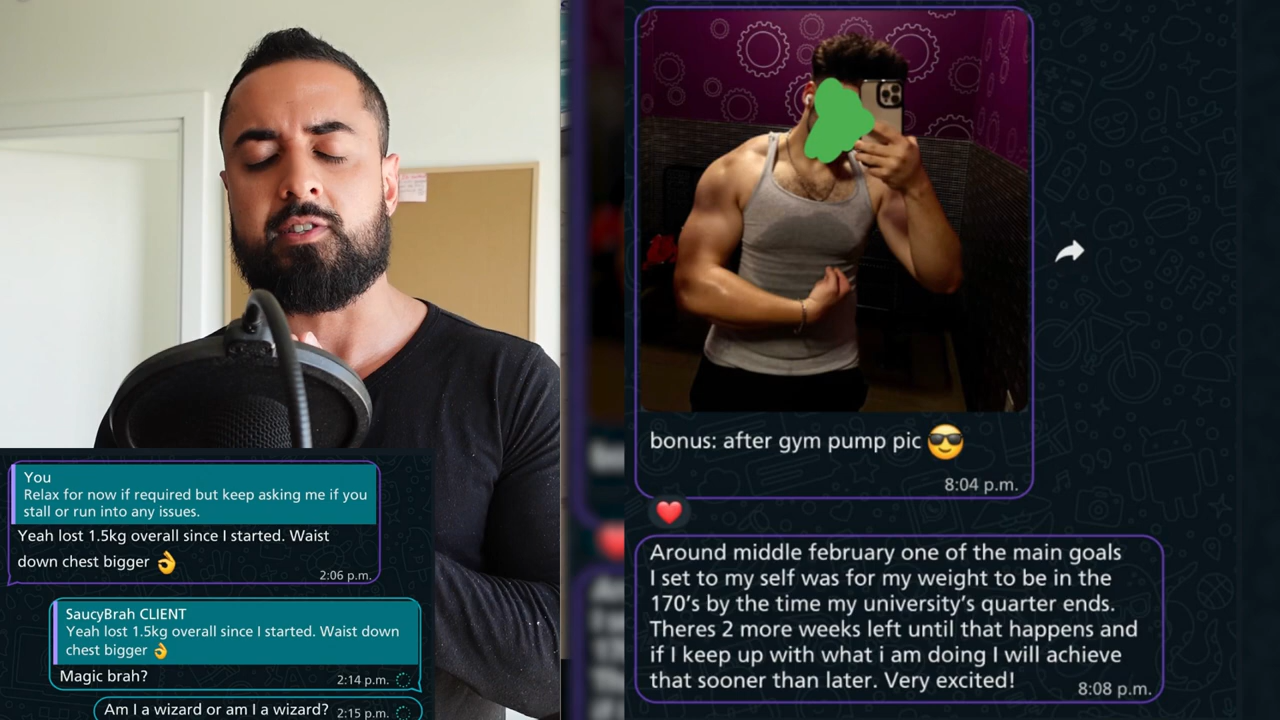 You
Relax for now if required but keep asking me if you
stall or run into any issues.
Yeah lost 1.5kg overall since I started. Waist
down chest bigger 👌
2:06 p.m.
SaucyBrah CLIENT
Yeah lost 1.5kg overall since I started. Waist down
chest bigger 👌
Magic brah?
2:14 p.m.
Am I a wizard or am I a wizard?
2:15 p.m.
bonus: after gym pump pic 😎
8:04 p.m.
Around middle february one of the main goals
I set to my self was for my weight to be in the
170's by the time my university's quarter ends.
Theres 2 more weeks left until that happens and
if I keep up with what i am doing I will achieve
that sooner than later. Very excited!
8:08 p.m.
BFF